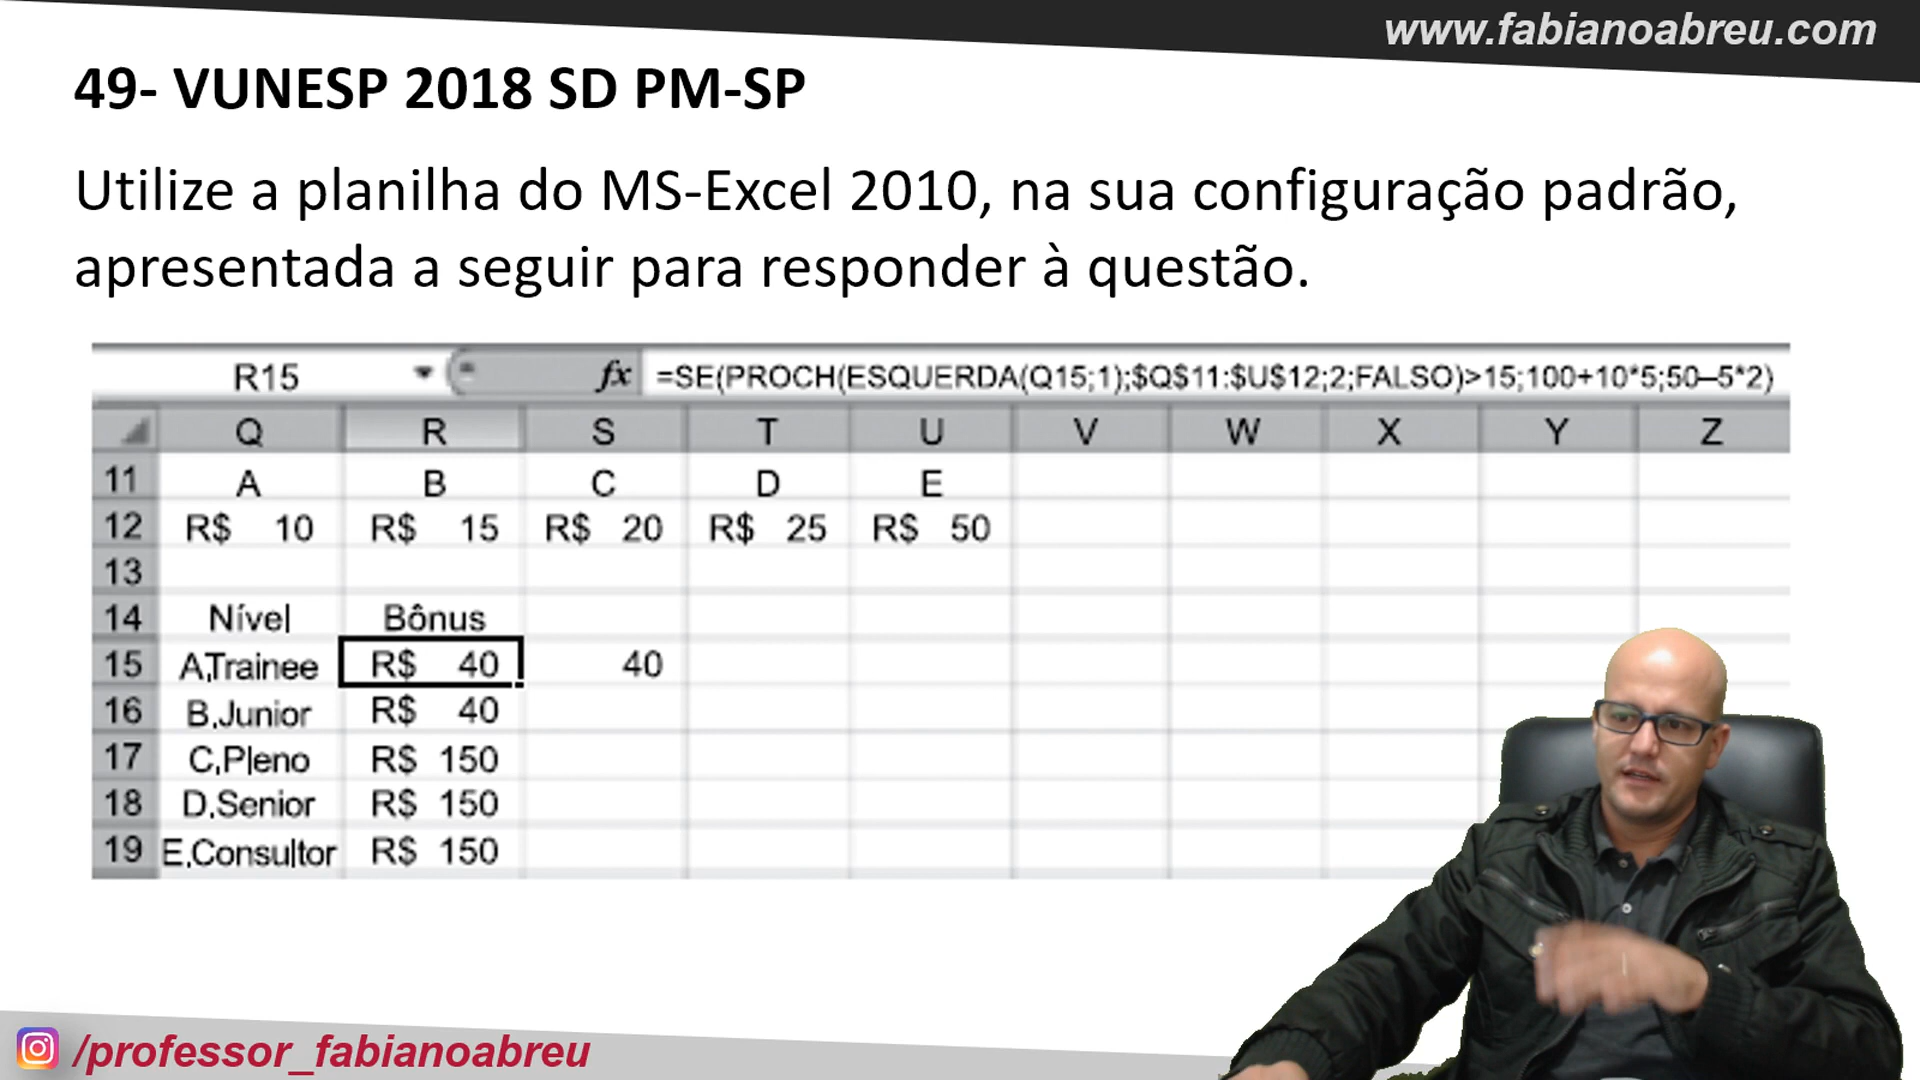 www.fabianoabreu.com
49- VUNESP 2018 SD PM-SP
Utilize a planilha do MS-Excel 2010, na sua configuração padrão,
apresentada a seguir para responder à questão.
R15 fx =SE(PROCH(ESQUERDA(Q15;1);$Q$11:$U$12;2;FALSO)>15;100+10*5;50–5*2)
Q R S T U V W X Y Z
11 A B C D E
12 R$ 10 R$ 15 R$ 20 R$ 25 R$ 50
13
14 Nível Bônus
15 A,Trainee R$ 40 40
16 B,Junior R$ 40
17 C,Pleno R$ 150
18 D,Senior R$ 150
19 E,Consultor R$ 150
/professor_fabianoabreu